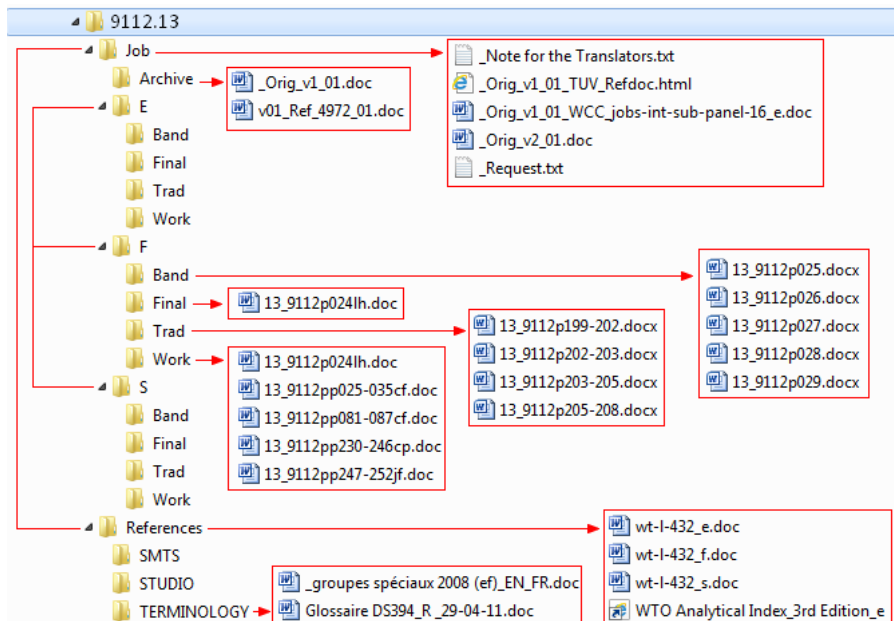 9112.13
Job
_Note for the Translators.txt
_Orig_v1_01_TUV_Refdoc.html
_Orig_v1_01_WCC_jobs-int-sub-panel-16_e.doc
_Orig_v2_01.doc
_Request.txt
Archive
_Orig_v1_01.doc
v01_Ref_4972_01.doc
E
Band
Final
Trad
Work
F
Band
13_9112p025.docx
13_9112p026.docx
13_9112p027.docx
13_9112p028.docx
13_9112p029.docx
Final
13_9112p024lh.doc
Trad
13_9112p199-202.docx
13_9112p202-203.docx
13_9112p203-205.docx
13_9112p205-208.docx
Work
13_9112p024lh.doc
13_9112pp025-035cf.doc
13_9112pp081-087cf.doc
13_9112pp230-246cp.doc
13_9112pp247-252jf.doc
S
Band
Final
Trad
Work
References
wt-l-432_e.doc
wt-l-432_f.doc
wt-l-432_s.doc
WTO Analytical Index_3rd Edition_e
SMTS
STUDIO
TERMINOLOGY
_groupes spéciaux 2008 (ef)_EN_FR.doc
Glossaire DS394_R _29-04-11.doc